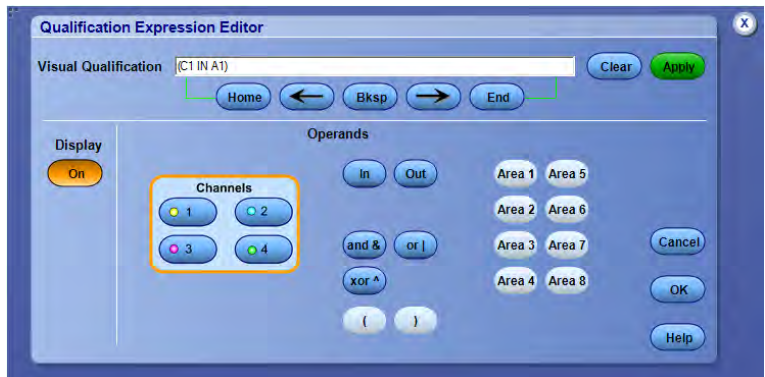 Qualification Expression Editor
X
Visual Qualification (C1 IN A1) Clear Apply
Home Bksp End
Display
On
Operands
Channels
1 2
3 4
In Out
and & or |
xor ^
( )
Area 1 Area 5
Area 2 Area 6
Area 3 Area 7
Area 4 Area 8
Cancel
OK
Help